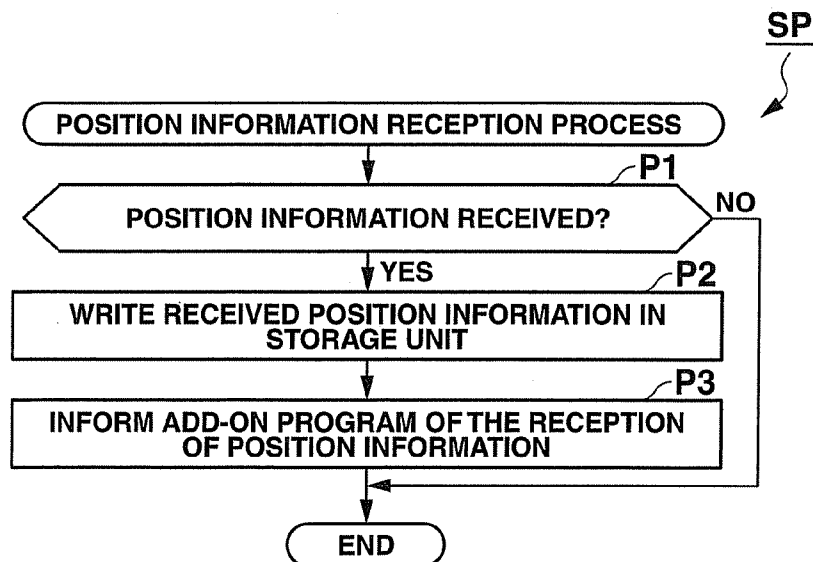 SP
POSITION INFORMATION RECEPTION PROCESS
P1
POSITION INFORMATION RECEIVED?
NO
YES
P2
WRITE RECEIVED POSITION INFORMATION IN
STORAGE UNIT
P3
INFORM ADD-ON PROGRAM OF THE RECEPTION
OF POSITION INFORMATION
END